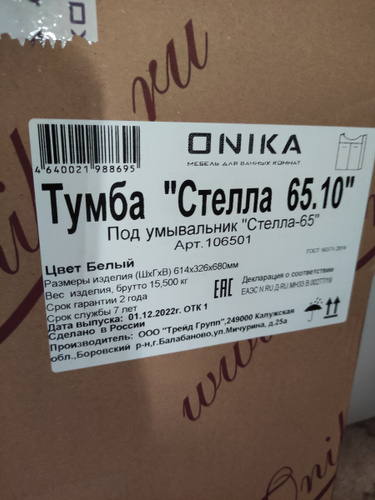 ru
ONIKA
МЕБЕЛЬ ДЛЯ ВАННЫХ КОМНАТ
4 640021 988695
Тумба "Стелла 65.10"
Под умывальник "Стелла-65"
Арт.106501
Цвет Белый
Размеры изделия (ШхГхВ) 614х326х680мм
Вес изделия, брутто 15,500 кг
Срок гарантии 2 года
Срок службы 7 лет
Дата выпуска: 01.12.2022г. ОТК 1
Сделано в России
Производитель: ООО "Трейд Групп",249000 Калужская
обл.,Боровский р-н,г.Балабаново,ул.Мичурина, д.25а
EAC
Декларация о соответствии
Onik